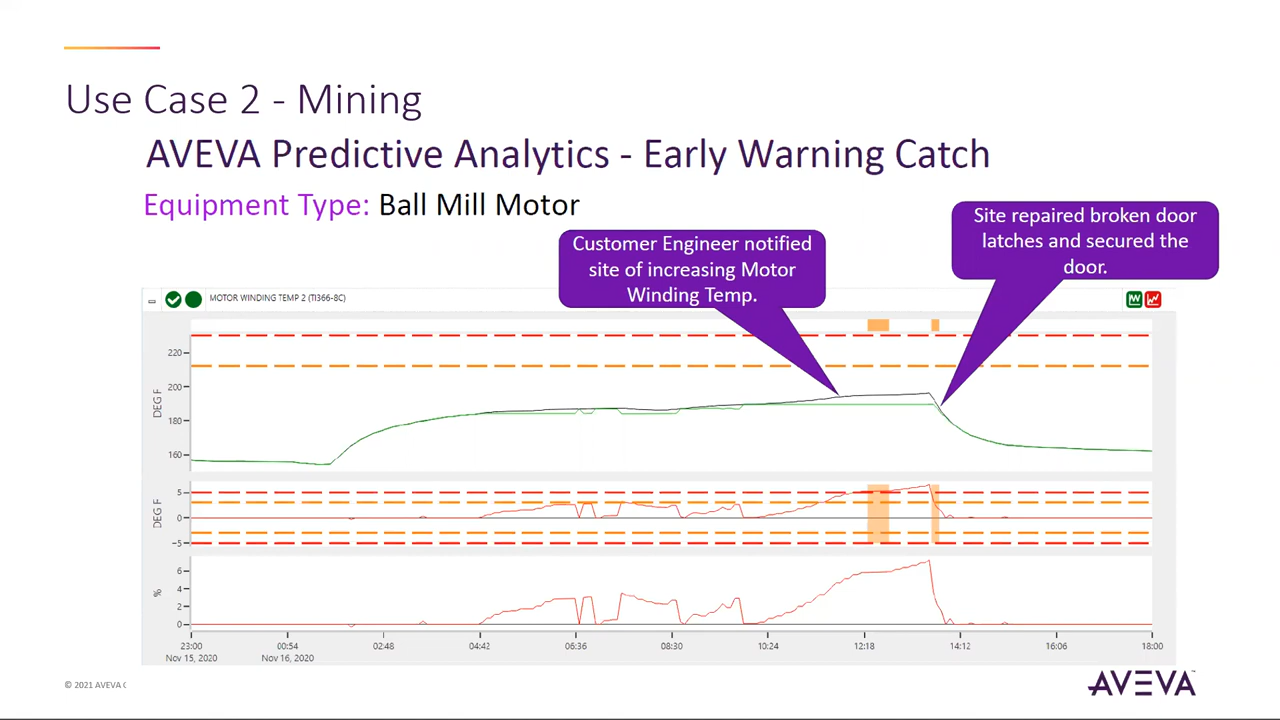 Use Case 2 - Mining
AVEVA Predictive Analytics - Early Warning Catch
Equipment Type: Ball Mill Motor
Customer Engineer notified
site of increasing Motor
Winding Temp.
Site repaired broken door
latches and secured the
door.
MOTOR WINDING TEMP 2 (TI366-8C)
DEG F
220
200
180
160
DEG F
5
0
-5
%
6
4
2
0
23:00 00:54 02:48 04:42 06:36 08:30 10:24 12:18 14:12 16:06 18:00
Nov 15, 2020 Nov 16, 2020
© 2021 AVEVA
AVEVA™